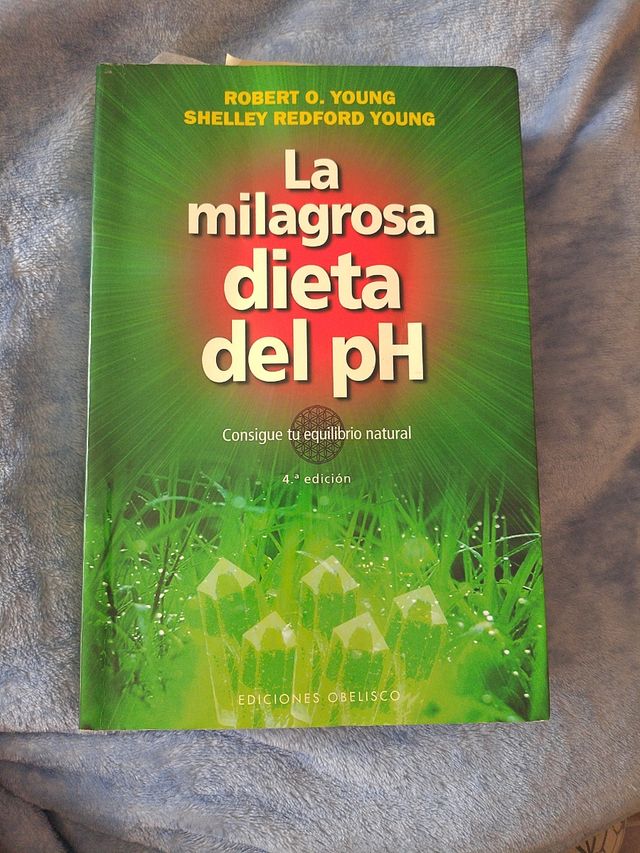 ROBERT O. YOUNG
SHELLEY REDFORD YOUNG
La
milagrosa
dieta
del pH
Consigue tu equilibrio natural
4.ª edición
EDICIONES OBELISCO